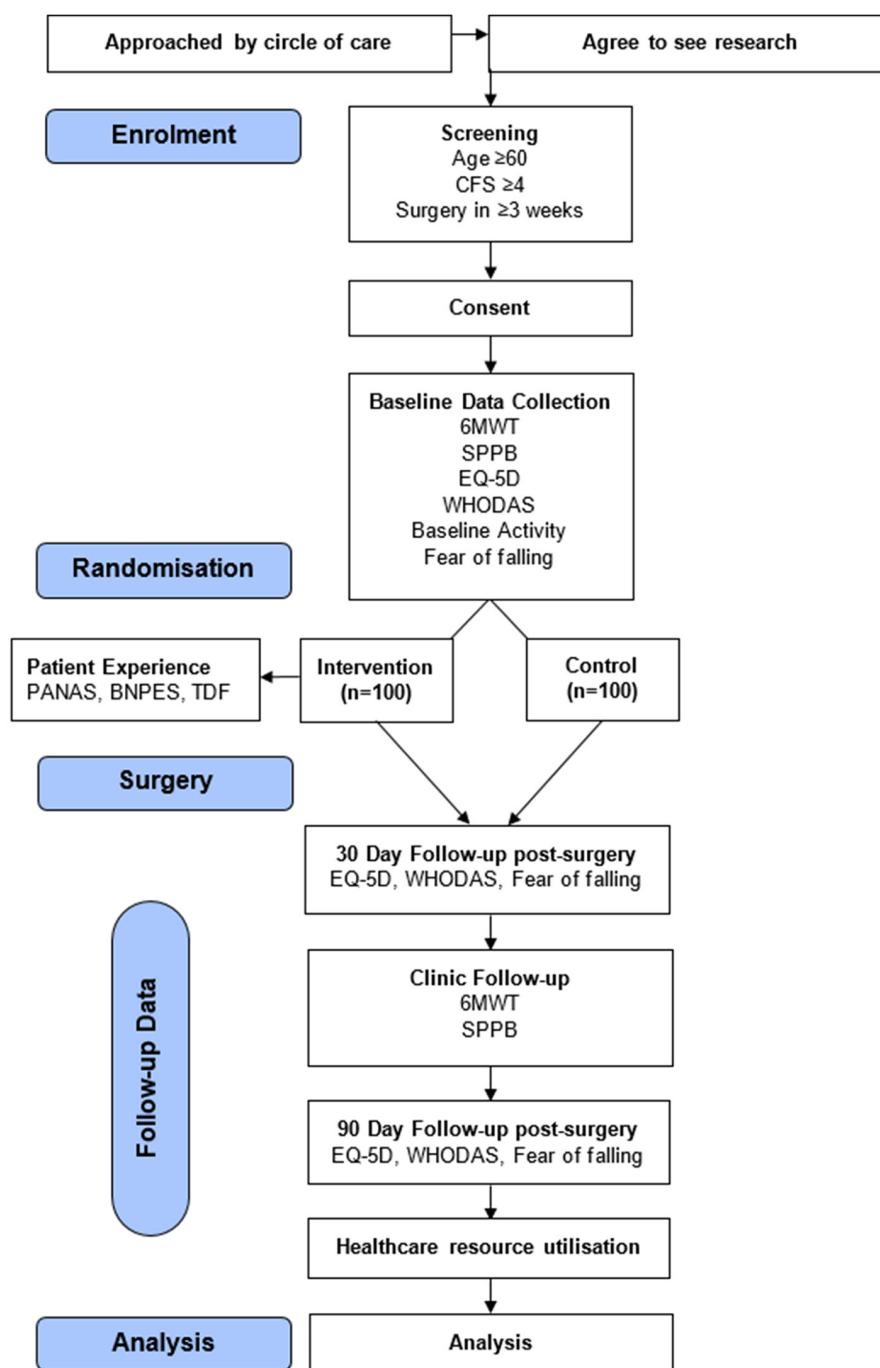 Approached by circle of care
Agree to see research
Enrolment
Screening
Age ≥60
CFS ≥4
Surgery in ≥3 weeks
Consent
Baseline Data Collection
6MWT
SPPB
EQ-5D
WHODAS
Baseline Activity
Fear of falling
Randomisation
Patient Experience
PANAS, BNPES, TDF
Intervention
(n=100)
Control
(n=100)
Surgery
30 Day Follow-up post-surgery
EQ-5D, WHODAS, Fear of falling
Follow-up Data
Clinic Follow-up
6MWT
SPPB
90 Day Follow-up post-surgery
EQ-5D, WHODAS, Fear of falling
Healthcare resource utilisation
Analysis
Analysis